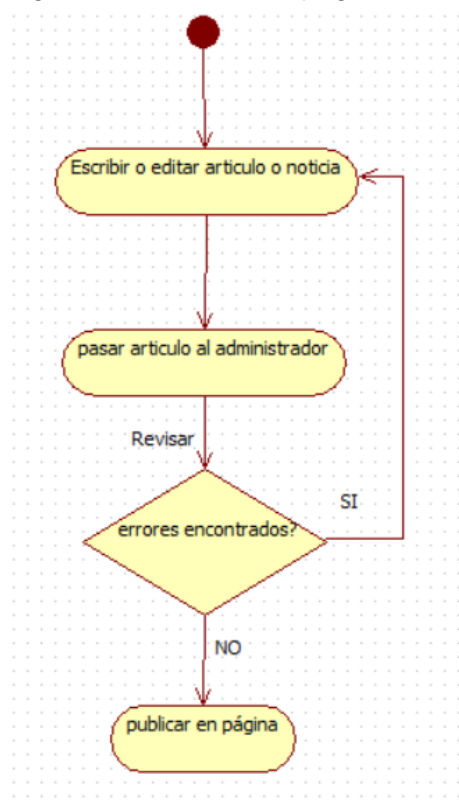 Escribir o editar articulo o noticia
pasar articulo al administrador
Revisar
SI
errores encontrados?
NO
publicar en página